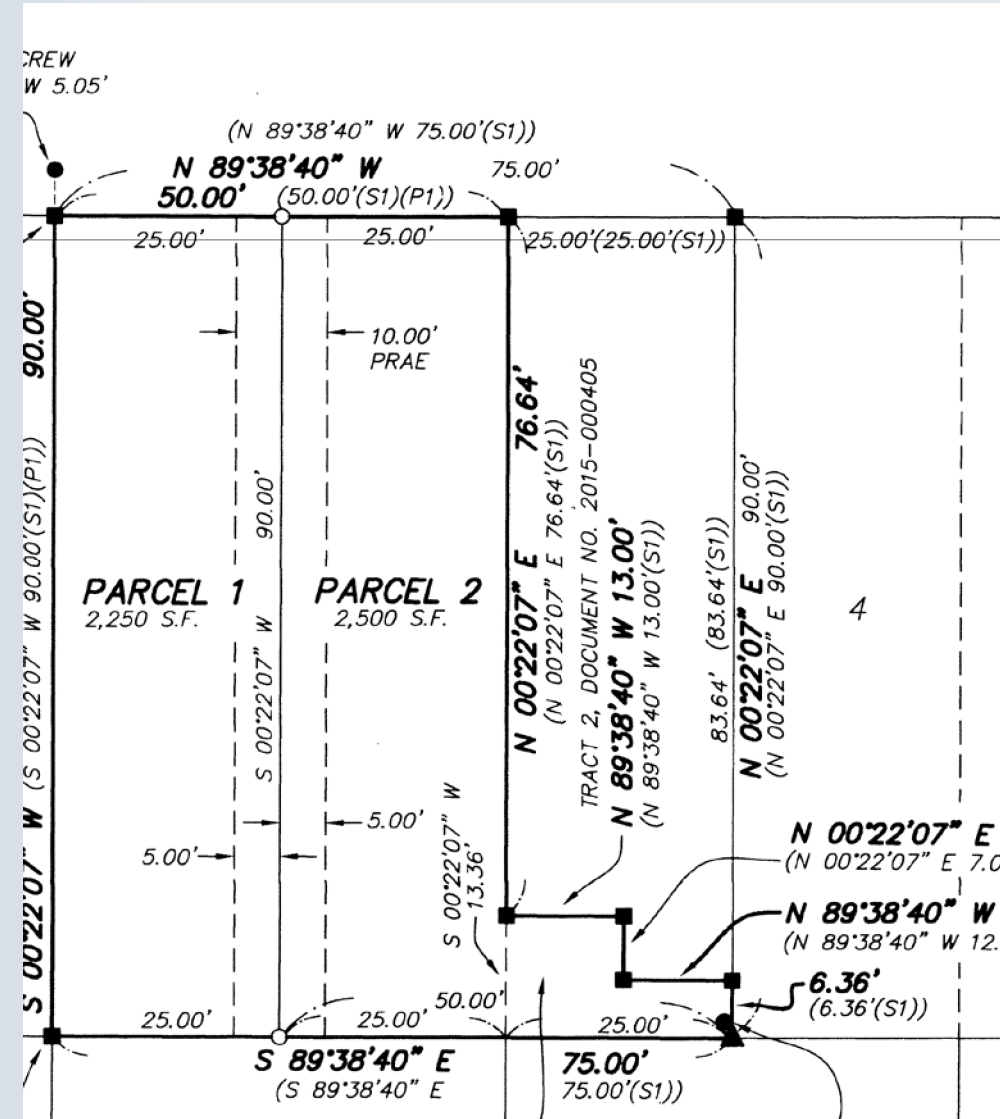 CREW
W 5.05'
(N 89°38'40" W 75.00'(S1))
N 89°38'40" W
75.00'
50.00'
(50.00'(S1)(P1))
25.00'
25.00'
25.00'(25.00'(S1))
90.00'
10.00'
PRAE
76.64'
N 00°22'07" E
(N 00°22'07" E 76.64'(S1))
TRACT 2, DOCUMENT NO. 2015-000405
N 89°38'40" W 13.00'
(N 89°38'40" W 13.00'(S1))
83.64' (83.64'(S1))
N 00°22'07" E 90.00'
(N 00°22'07" E 90.00'(S1))
S 00°22'07" W
(S 00°22'07" W 90.00'(S1)(P1))
S 00°22'07" W 90.00'
PARCEL 1
2,250 S.F.
PARCEL 2
2,500 S.F.
4
5.00'
5.00'
S 00°22'07" W
13.36'
N 00°22'07" E
(N 00°22'07" E 7.0
N 89°38'40" W
(N 89°38'40" W 12.
6.36'
(6.36'(S1))
50.00'
25.00'
25.00'
25.00'
S 89°38'40" E
75.00'
(S 89°38'40" E
75.00'(S1))